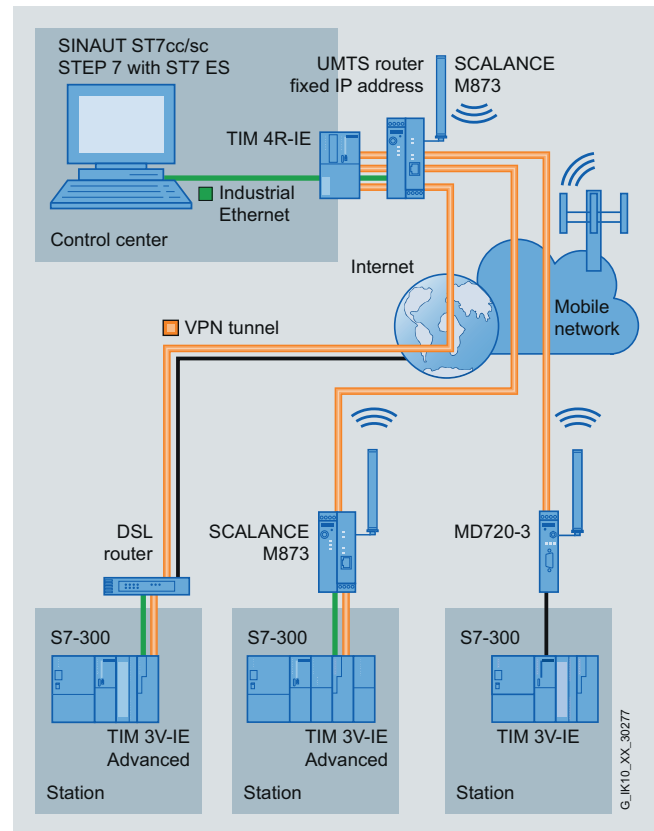 SINAUT ST7cc/sc
STEP 7 with ST7 ES
UMTS router
fixed IP address
SCALANCE
M873
TIM 4R-IE
Industrial
Ethernet
Control center
Internet
Mobile
network
VPN tunnel
DSL
router
SCALANCE
M873
MD720-3
S7-300
TIM 3V-IE
Advanced
Station
S7-300
TIM 3V-IE
Advanced
Station
S7-300
TIM 3V-IE
Station
G_IK10_XX_30277